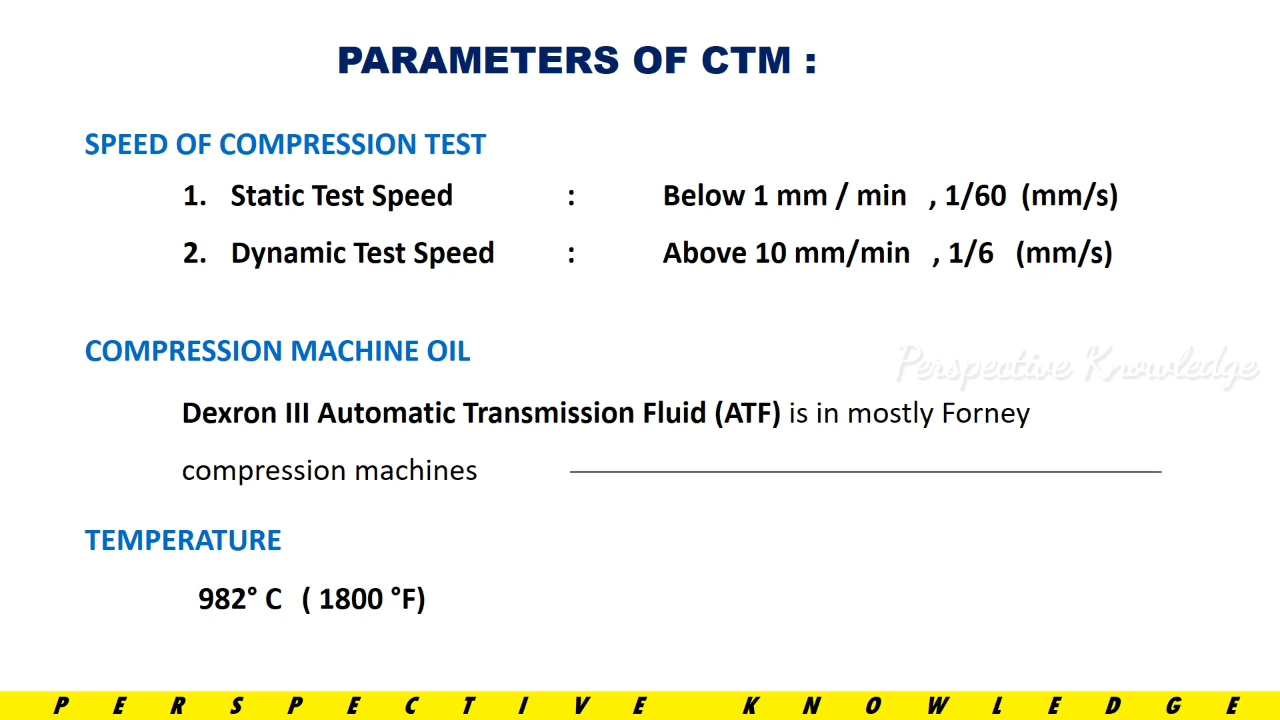 PARAMETERS OF CTM :
SPEED OF COMPRESSION TEST
1. Static Test Speed : Below 1 mm / min , 1/60 (mm/s)
2. Dynamic Test Speed : Above 10 mm/min , 1/6 (mm/s)
COMPRESSION MACHINE OIL
Perspective Knowledge
Dexron III Automatic Transmission Fluid (ATF) is in mostly Forney
compression machines
TEMPERATURE
982° C ( 1800 °F)
PERSPECTIVE KNOWLEDGE